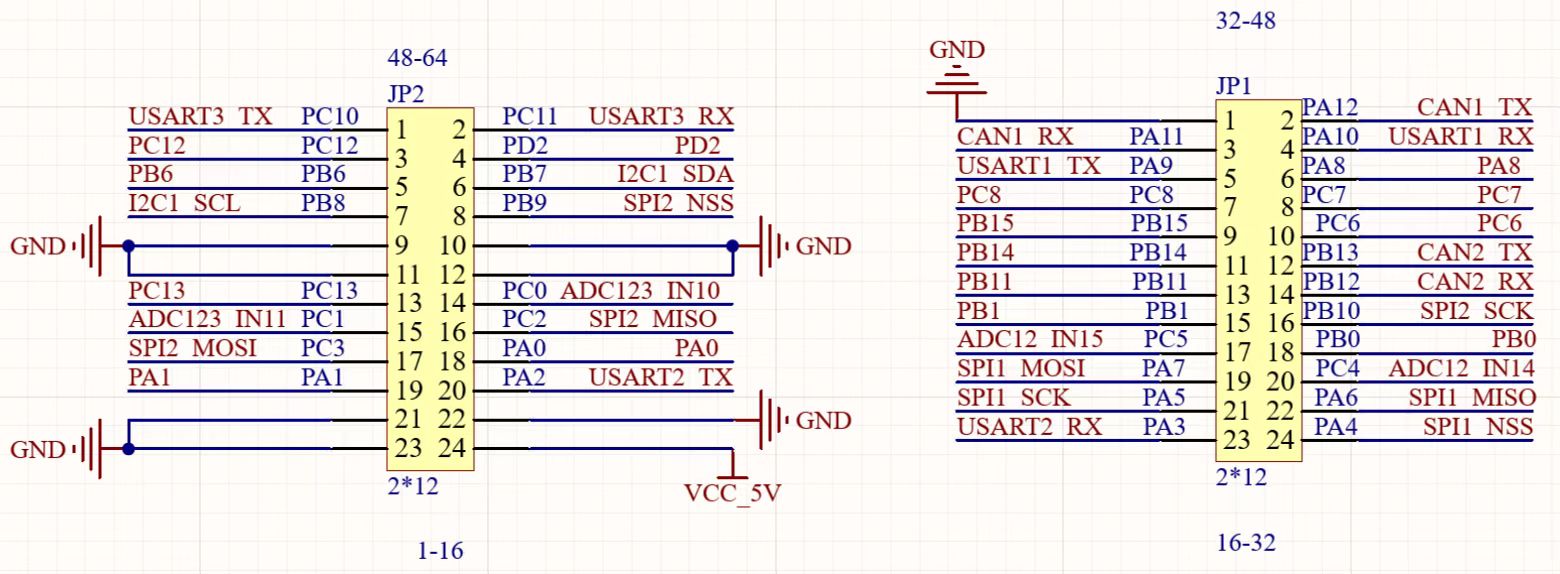 48-64
JP2
USART3_TX PC10 1 2 PC11 USART3_RX
PC12 PC12 3 4 PD2 PD2
PB6 PB6 5 6 PB7 I2C1_SDA
I2C1_SCL PB8 7 8 PB9 SPI2_NSS
GND 9 10 GND
11 12
PC13 PC13 13 14 PC0 ADC123_IN10
ADC123_IN11 PC1 15 16 PC2 SPI2_MISO
SPI2_MOSI PC3 17 18 PA0 PA0
PA1 PA1 19 20 PA2 USART2_TX
21 22 GND
GND 23 24
2*12
VCC_5V
1-16
32-48
GND
JP1
1 2 PA12 CAN1_TX
CAN1_RX PA11 3 4 PA10 USART1_RX
USART1_TX PA9 5 6 PA8 PA8
PC8 PC8 7 8 PC7 PC7
PB15 PB15 9 10 PC6 PC6
PB14 PB14 11 12 PB13 CAN2_TX
PB11 PB11 13 14 PB12 CAN2_RX
PB1 PB1 15 16 PB10 SPI2_SCK
ADC12_IN15 PC5 17 18 PB0 PB0
SPI1_MOSI PA7 19 20 PC4 ADC12_IN14
SPI1_SCK PA5 21 22 PA6 SPI1_MISO
USART2_RX PA3 23 24 PA4 SPI1_NSS
2*12
16-32